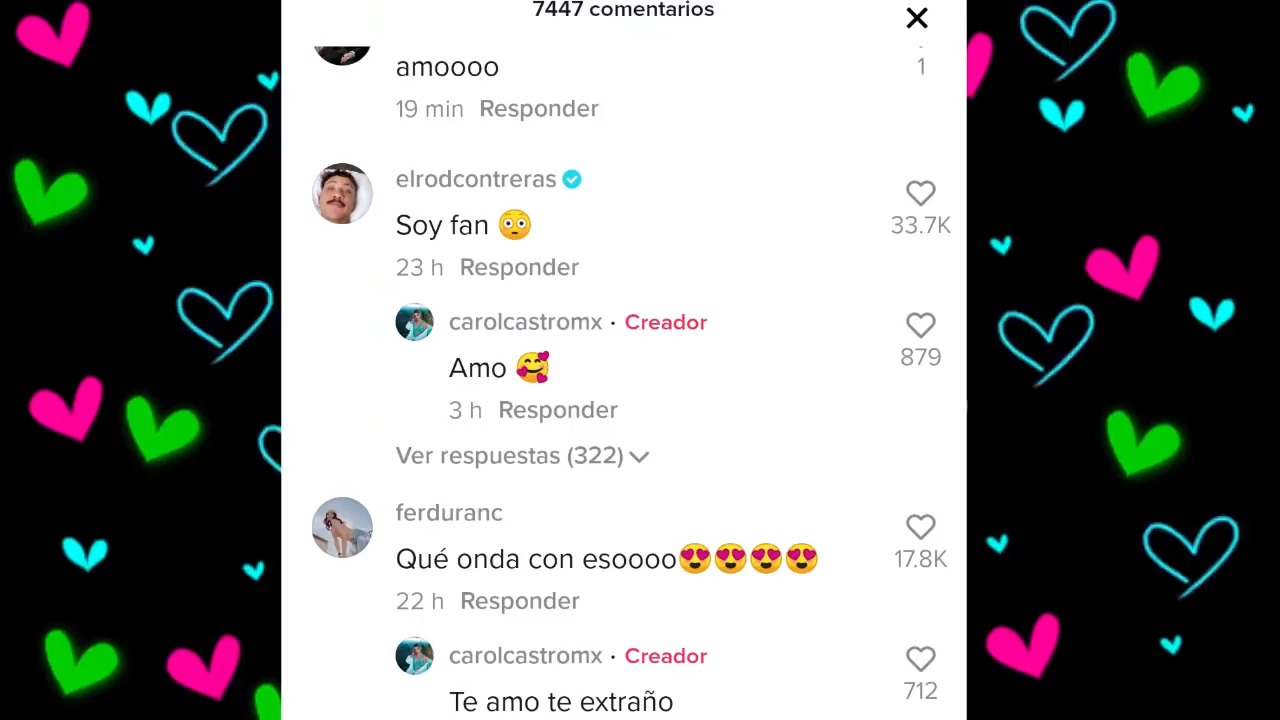 7447 comentarios
amoooo
1
19 min Responder
elrodcontreras
Soy fan 😳
33.7K
23 h Responder
carolcastromx · Creador
Amo 🥰
879
3 h Responder
Ver respuestas (322)
ferduranc
Qué onda con esoooo😍😍😍😍
17.8K
22 h Responder
carolcastromx · Creador
Te amo te extraño
712